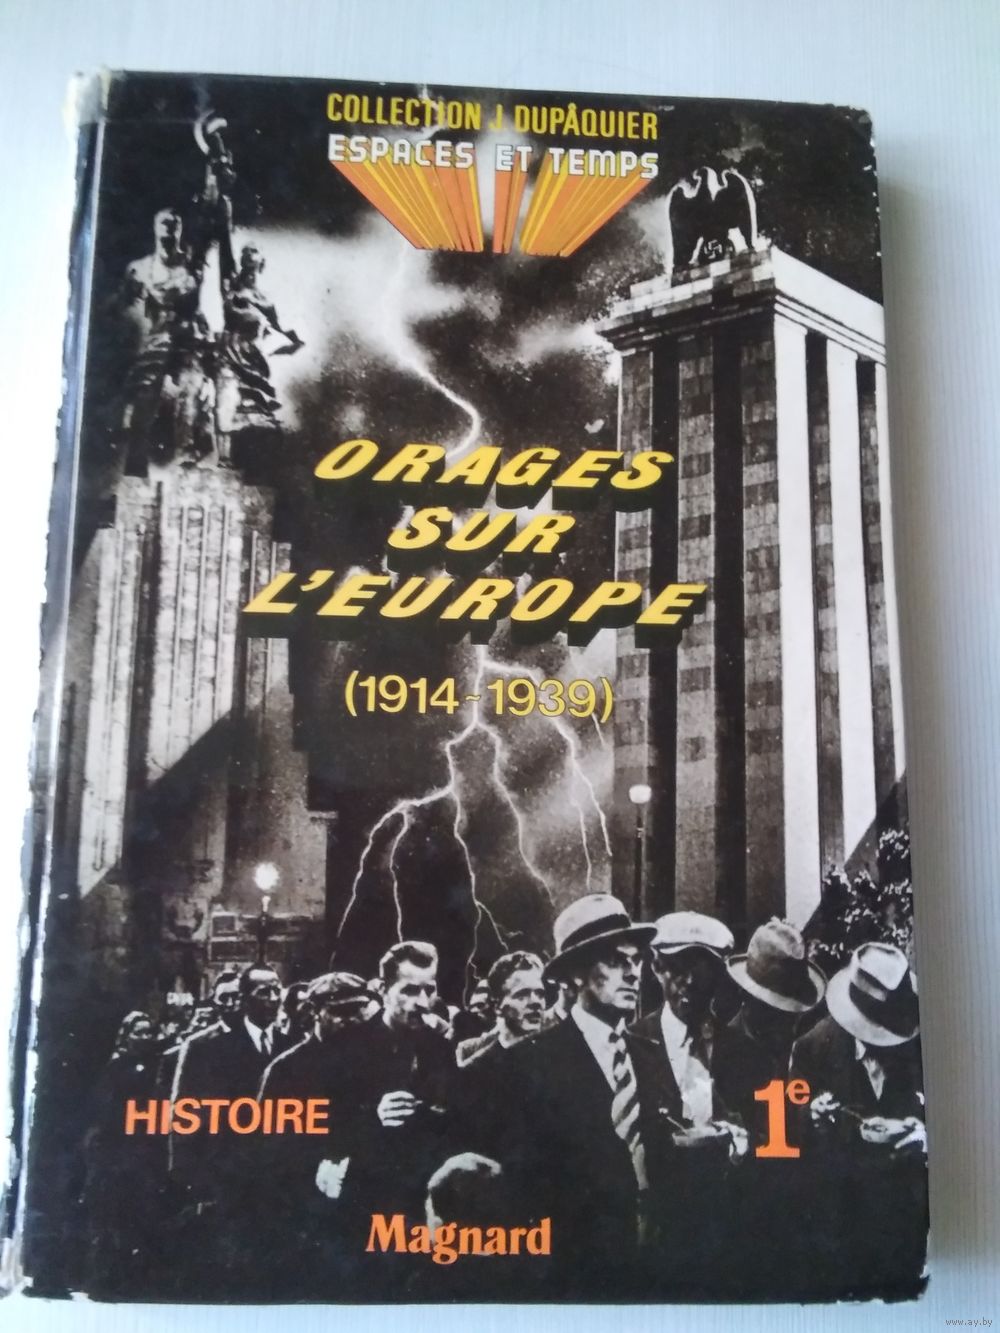 COLLECTION J. DUPÂQUIER
ESPACES ET TEMPS
ORAGES
SUR
L'EUROPE
(1914~1939)
HISTOIRE
1e
Magnard
www.ay.by